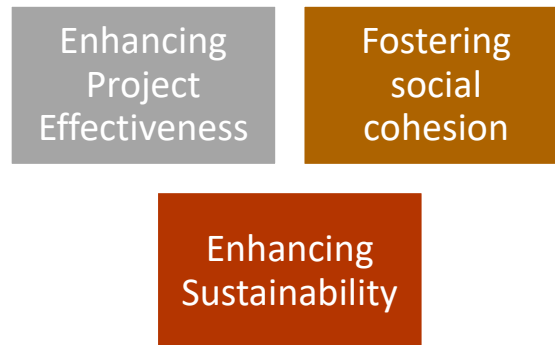 Enhancing
Project
Effectiveness
Fostering
social
cohesion
Enhancing
Sustainability